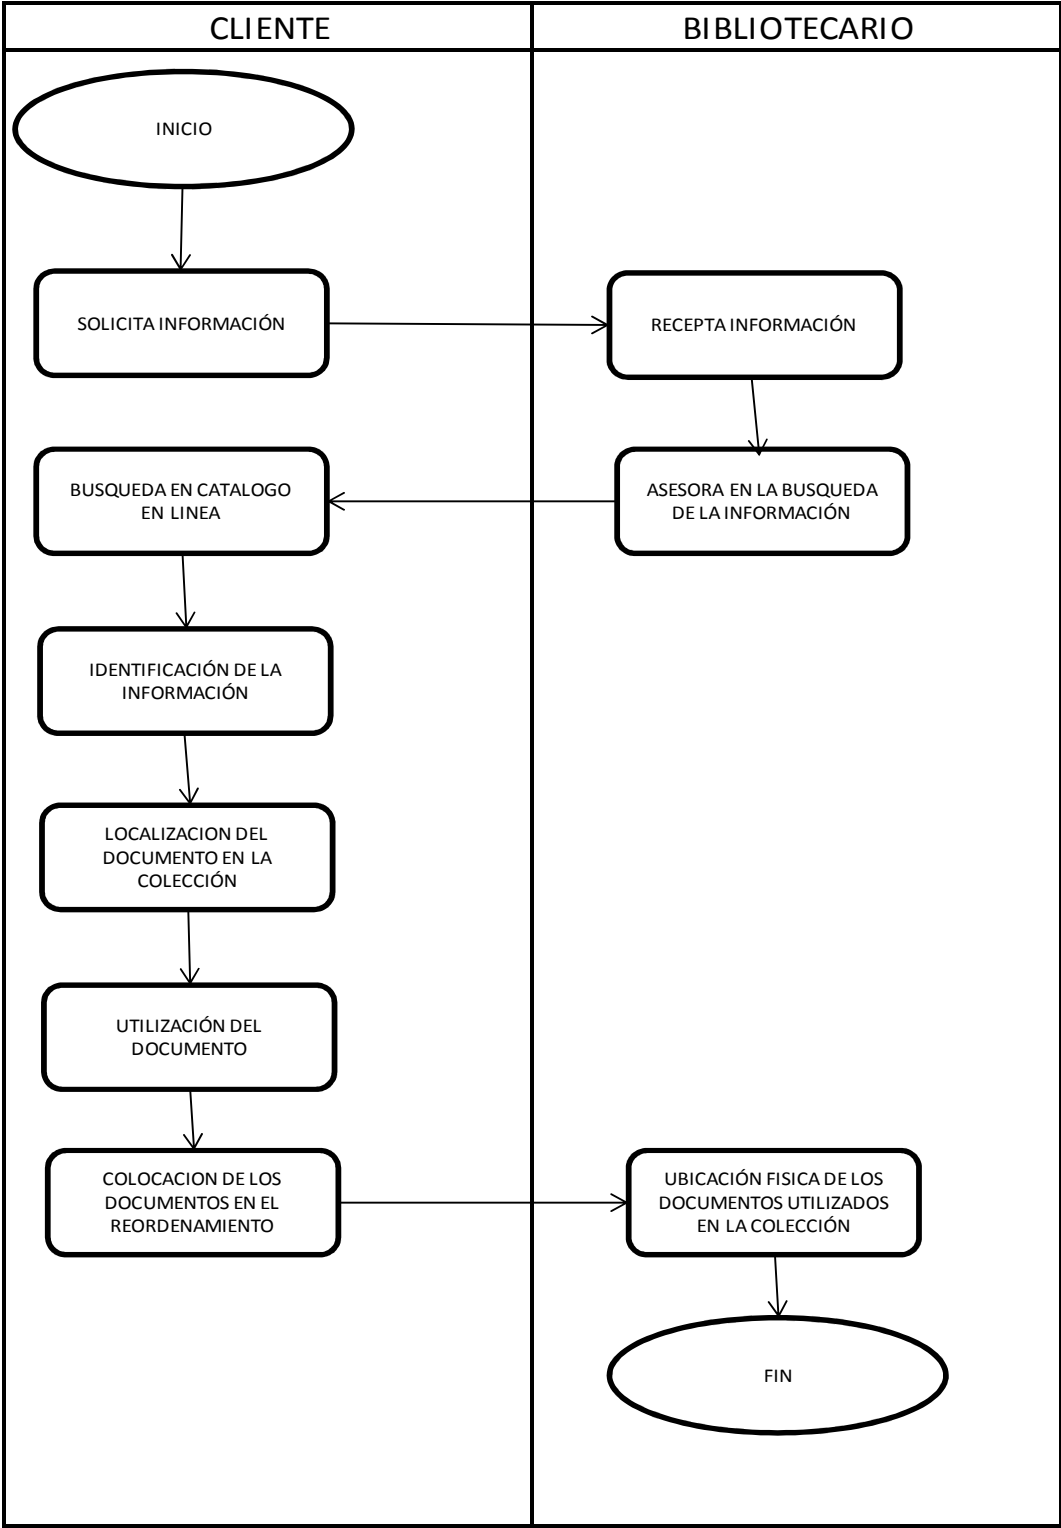 CLIENTE
BIBLIOTECARIO
INICIO
SOLICITA INFORMACIÓN
RECEPTA INFORMACIÓN
BUSQUEDA EN CATALOGO
EN LINEA
ASESORA EN LA BUSQUEDA
DE LA INFORMACIÓN
IDENTIFICACIÓN DE LA
INFORMACIÓN
LOCALIZACION DEL
DOCUMENTO EN LA
COLECCIÓN
UTILIZACIÓN DEL
DOCUMENTO
COLOCACION DE LOS
DOCUMENTOS EN EL
REORDENAMIENTO
UBICACIÓN FISICA DE LOS
DOCUMENTOS UTILIZADOS
EN LA COLECCIÓN
FIN